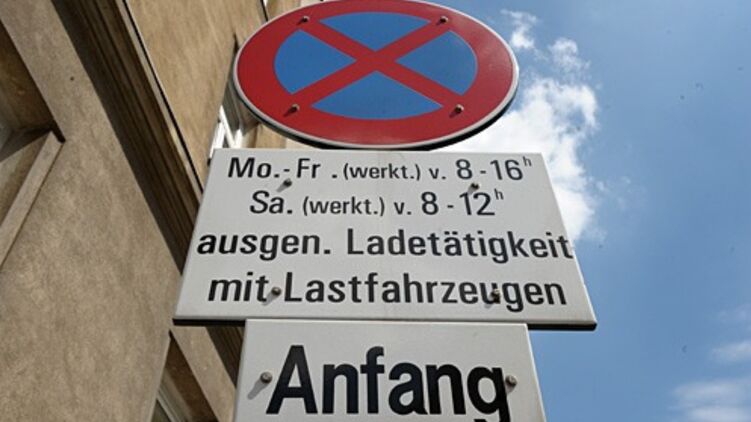 Mo.-Fr. (werkt.) v. 8-16h
Sa. (werkt.) v. 8-12h
ausgen. Ladetätigkeit
mit Lastfahrzeugen
Anfang